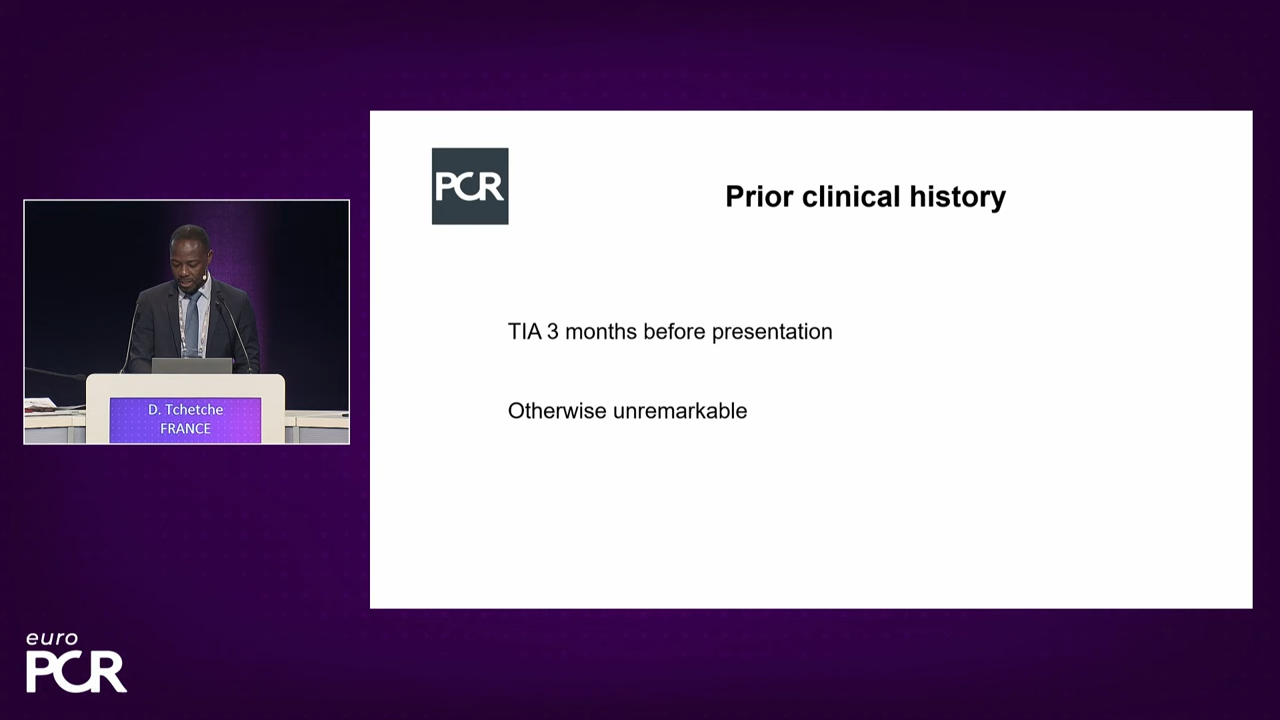 PCR
Prior clinical history
TIA 3 months before presentation
Otherwise unremarkable
D. Tchetche
FRANCE
euro
PCR